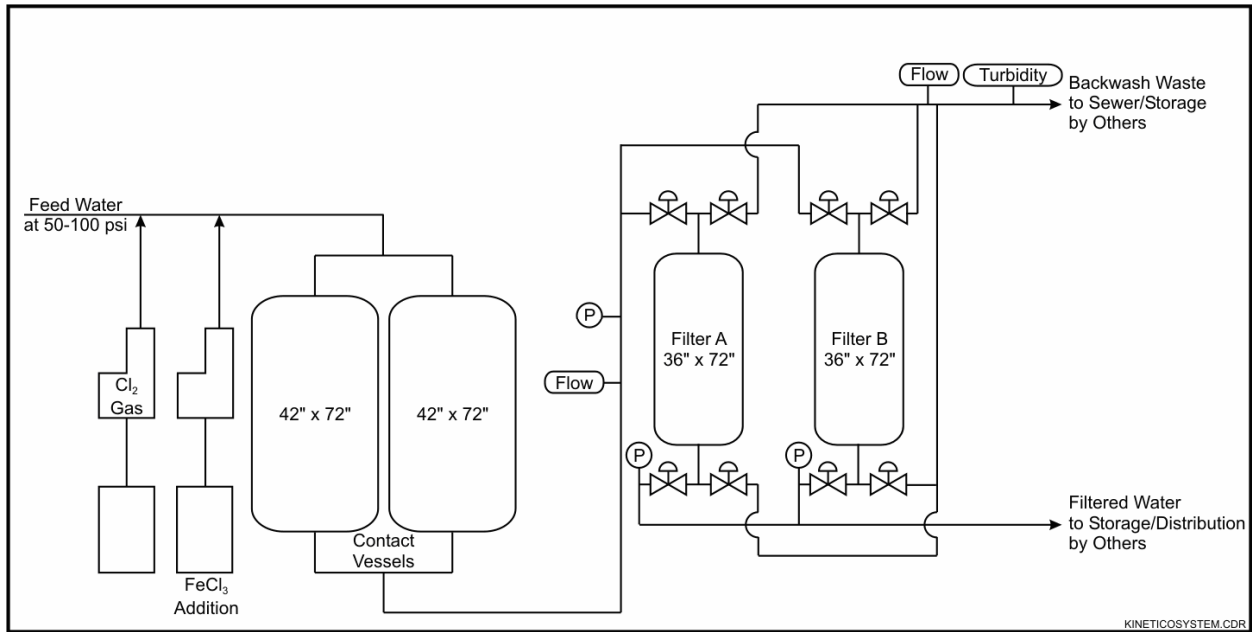 Flow
Turbidity
Backwash Waste
to Sewer/Storage
by Others
Feed Water
at 50-100 psi
P
Flow
Filter A
36" x 72"
Filter B
36" x 72"
Cl₂
Gas
42" x 72"
42" x 72"
P
P
Filtered Water
to Storage/Distribution
by Others
Contact
Vessels
FeCl₃
Addition
KINETICOSYSTEM.CDR